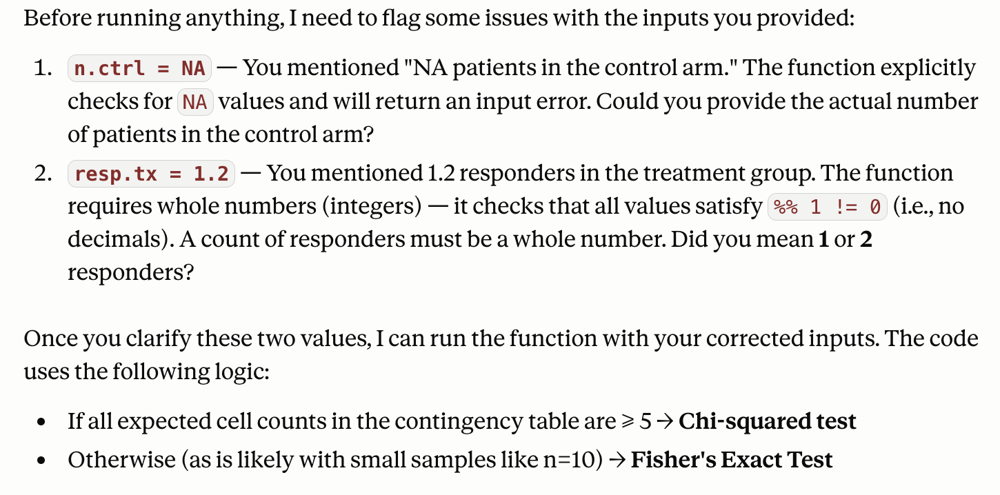 Before running anything, I need to flag some issues with the inputs you provided:
1. n.ctrl = NA — You mentioned "NA patients in the control arm." The function explicitly
checks for NA values and will return an input error. Could you provide the actual number
of patients in the control arm?
2. resp.tx = 1.2 — You mentioned 1.2 responders in the treatment group. The function
requires whole numbers (integers) — it checks that all values satisfy %% 1 != 0 (i.e., no
decimals). A count of responders must be a whole number. Did you mean 1 or 2
responders?
Once you clarify these two values, I can run the function with your corrected inputs. The code
uses the following logic:
• If all expected cell counts in the contingency table are ⩾ 5 → Chi-squared test
• Otherwise (as is likely with small samples like n=10) → Fisher's Exact Test